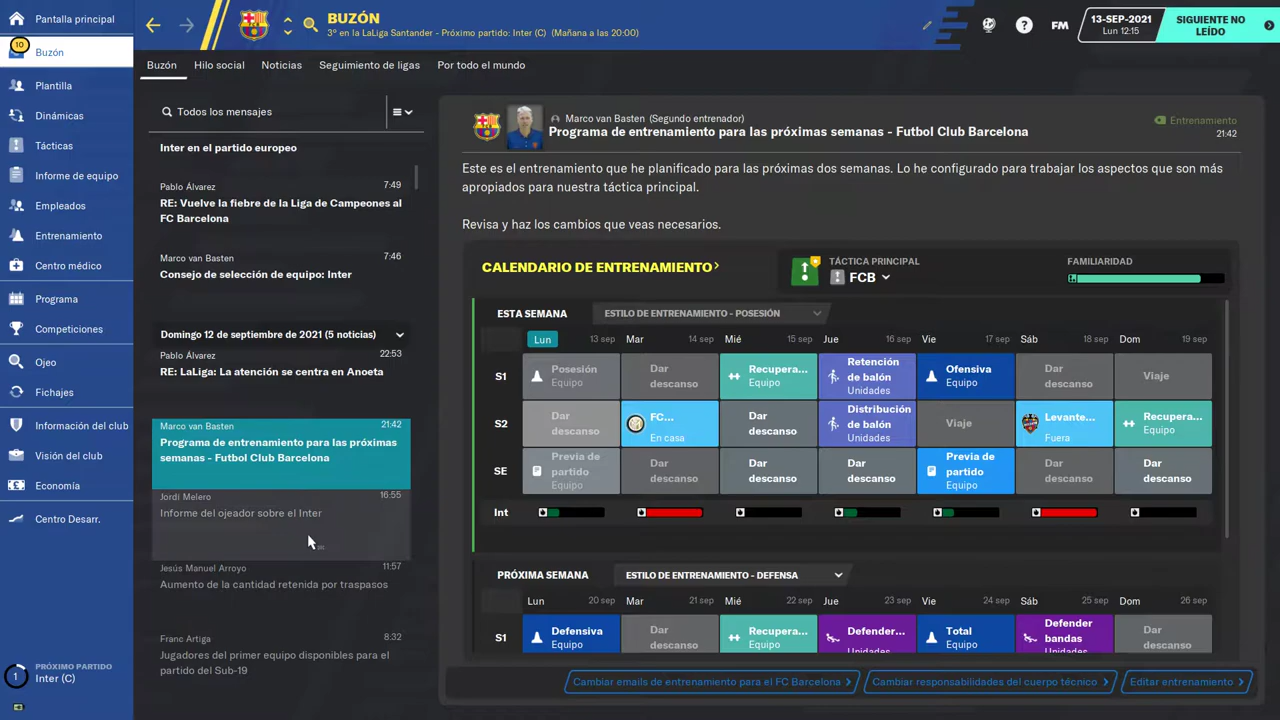 Pantalla principal
10
Buzón
Plantilla
Dinámicas
Tácticas
Informe de equipo
Empleados
Entrenamiento
Centro médico
Programa
Competiciones
Ojeo
Fichajes
Información del club
Visión del club
Economía
Centro Desarr.
1
PRÓXIMO PARTIDO
Inter (C)
BUZÓN
3º en la LaLiga Santander - Próximo partido: Inter (C) (Mañana a las 20:00)
FM
13-SEP-2021
Lun 12:15
SIGUIENTE NO LEÍDO
Buzón Hilo social Noticias Seguimiento de ligas Por todo el mundo
Todos los mensajes
Inter en el partido europeo
Pablo Álvarez 7:49
RE: Vuelve la fiebre de la Liga de Campeones al
FC Barcelona
Marco van Basten 7:46
Consejo de selección de equipo: Inter
Domingo 12 de septiembre de 2021 (5 noticias)
Pablo Álvarez 22:53
RE: LaLiga: La atención se centra en Anoeta
Marco van Basten 21:42
Programa de entrenamiento para las próximas
semanas - Futbol Club Barcelona
Jordi Melero 16:55
Informe del ojeador sobre el Inter
Jesús Manuel Arroyo 11:57
Aumento de la cantidad retenida por traspasos
Franc Artiga 8:32
Jugadores del primer equipo disponibles para el
partido del Sub-19
Marco van Basten (Segundo entrenador)
Programa de entrenamiento para las próximas semanas - Futbol Club Barcelona
Entrenamiento
21:42
Este es el entrenamiento que he planificado para las próximas dos semanas. Lo he configurado para trabajar los aspectos que son más
apropiados para nuestra táctica principal.
Revisa y haz los cambios que veas necesarios.
CALENDARIO DE ENTRENAMIENTO
TÁCTICA PRINCIPAL
FCB
FAMILIARIDAD
ESTA SEMANA ESTILO DE ENTRENAMIENTO - POSESIÓN
Lun 13 sep Mar 14 sep Mié 15 sep Jue 16 sep Vie 17 sep Sáb 18 sep Dom 19 sep
S1
Posesión
Equipo
Dar
descanso
Recupera...
Equipo
Retención
de balón
Unidades
Ofensiva
Equipo
Dar
descanso
Viaje
S2
Dar
descanso
FC...
En casa
Dar
descanso
Distribución
de balón
Unidades
Viaje
Levante...
Fuera
Recupera...
Equipo
SE
Previa de
partido
Equipo
Dar
descanso
Dar
descanso
Dar
descanso
Previa de
partido
Equipo
Dar
descanso
Dar
descanso
Int
PRÓXIMA SEMANA ESTILO DE ENTRENAMIENTO - DEFENSA
Lun 20 sep Mar 21 sep Mié 22 sep Jue 23 sep Vie 24 sep Sáb 25 sep Dom 26 sep
S1
Defensiva
Equipo
Dar
descanso
Recupera...
Equipo
Defender...
Unidades
Total
Equipo
Defender
bandas
Unidades
Dar
descanso
Cambiar emails de entrenamiento para el FC Barcelona
Cambiar responsabilidades del cuerpo técnico
Editar entrenamiento